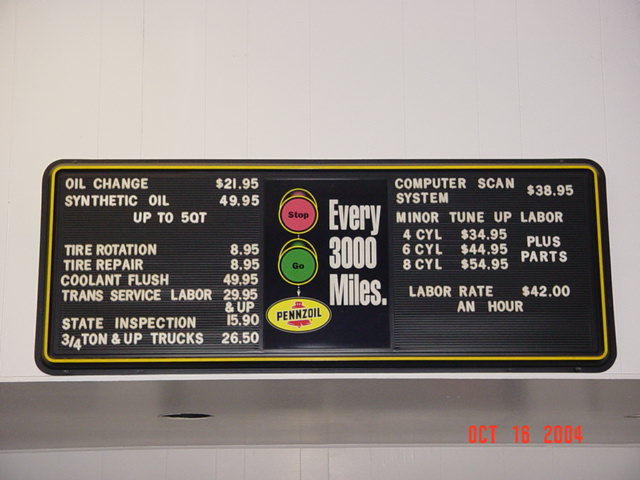 OIL CHANGE $21.95
SYNTHETIC OIL 49.95
UP TO 5QT
TIRE ROTATION 8.95
TIRE REPAIR 8.95
COOLANT FLUSH 49.95
TRANS SERVICE LABOR 29.95
& UP
STATE INSPECTION 15.90
3/4 TON & UP TRUCKS 26.50
Stop
Go
PENNZOIL
Every
3000
Miles.
COMPUTER SCAN
SYSTEM $38.95
MINOR TUNE UP LABOR
4 CYL $34.95
6 CYL $44.95
8 CYL $54.95
PLUS
PARTS
LABOR RATE $42.00
AN HOUR
OCT 16 2004